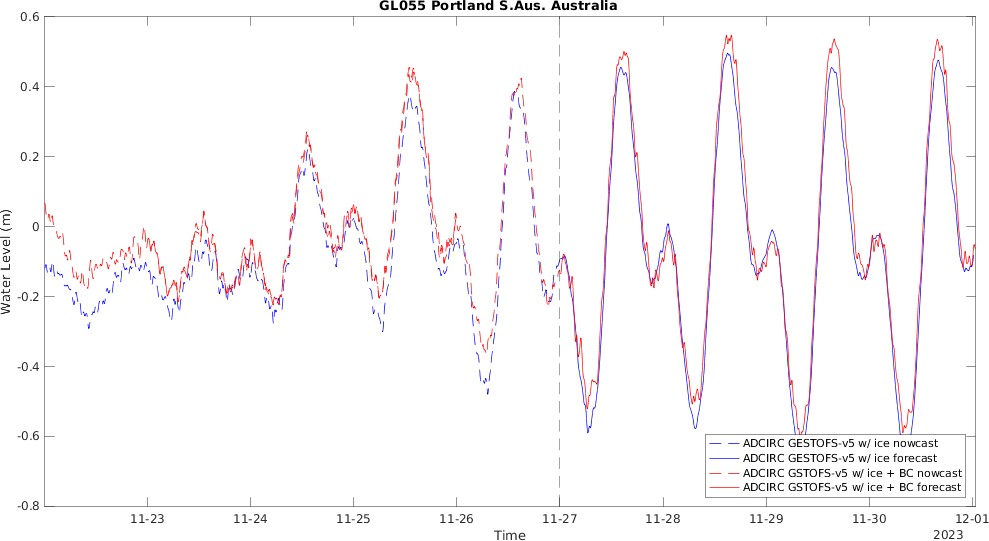 GL055 Portland S.Aus. Australia
0.6
0.4
0.2
0
-0.2
-0.4
-0.6
-0.8
Water Level (m)
ADCIRC GESTOFS-v5 w/ ice nowcast
ADCIRC GESTOFS-v5 w/ ice forecast
ADCIRC GSTOFS-v5 w/ ice + BC nowcast
ADCIRC GSTOFS-v5 w/ ice + BC forecast
11-23 11-24 11-25 11-26 11-27 11-28 11-29 11-30 12-01
Time
2023